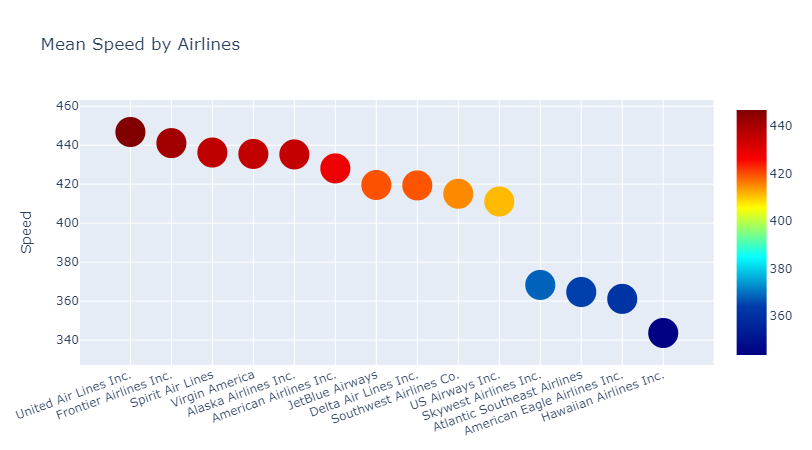 Mean Speed by Airlines
460
440
420
400
380
360
340
Speed
440
420
400
380
360
United Air Lines Inc.
Frontier Airlines Inc.
Spirit Air Lines
Virgin America
Alaska Airlines Inc.
American Airlines Inc.
JetBlue Airways
Delta Air Lines Inc.
Southwest Airlines Co.
US Airways Inc.
Skywest Airlines Inc.
Atlantic Southeast Airlines
American Eagle Airlines Inc.
Hawaiian Airlines Inc.